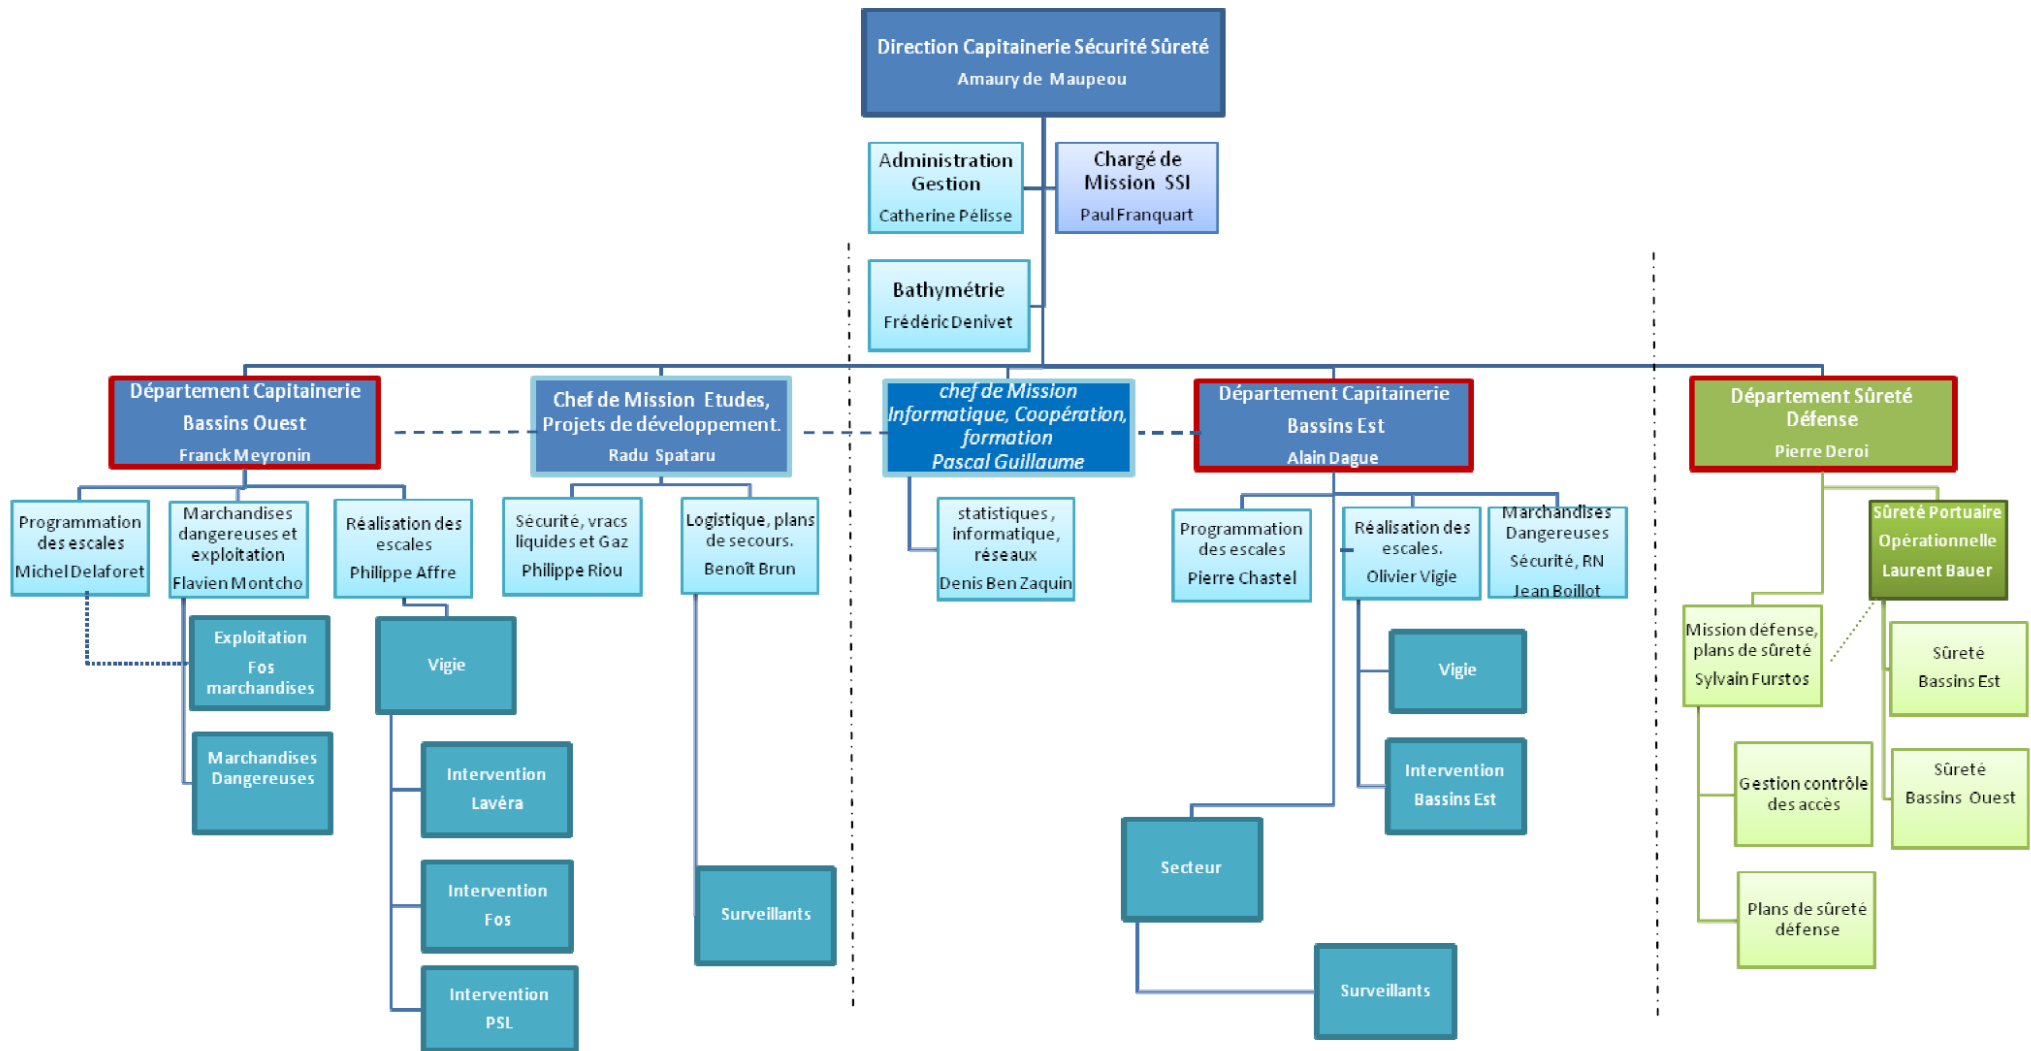 Direction Capitainerie Sécurité Sûreté
Amaury de Maupeou
Administration
Gestion
Catherine Pélisse
Chargé de
Mission SSI
Paul Franquart
Bathymétrie
Frédéric Denivet
Département Capitainerie
Bassins Ouest
Franck Meyronin
Chef de Mission Etudes,
Projets de développement.
Radu Spataru
chef de Mission
Informatique, Coopération,
formation
Pascal Guillaume
Département Capitainerie
Bassins Est
Alain Dague
Département Sûreté
Défense
Pierre Deroi
Programmation
des escales
Michel Delaforet
Marchandises
dangereuses et
exploitation
Flavien Montcho
Réalisation des
escales
Philippe Affre
Sécurité, vracs
liquides et Gaz
Philippe Riou
Logistique, plans
de secours.
Benoît Brun
statistiques ,
informatique,
réseaux
Denis Ben Zaquin
Programmation
des escales
Pierre Chastel
Réalisation des
escales.
Olivier Vigie
Marchandises
Dangereuses
Sécurité, RN
Jean Boillot
Sûreté Portuaire
Opérationnelle
Laurent Bauer
Exploitation
Fos
marchandises
Marchandises
Dangereuses
Vigie
Intervention
Lavéra
Intervention
Fos
Intervention
PSL
Surveillants
Vigie
Intervention
Bassins Est
Secteur
Surveillants
Mission défense,
plans de sûreté
Sylvain Furstos
Gestion contrôle
des accès
Plans de sûreté
défense
Sûreté
Bassins Est
Sûreté
Bassins Ouest